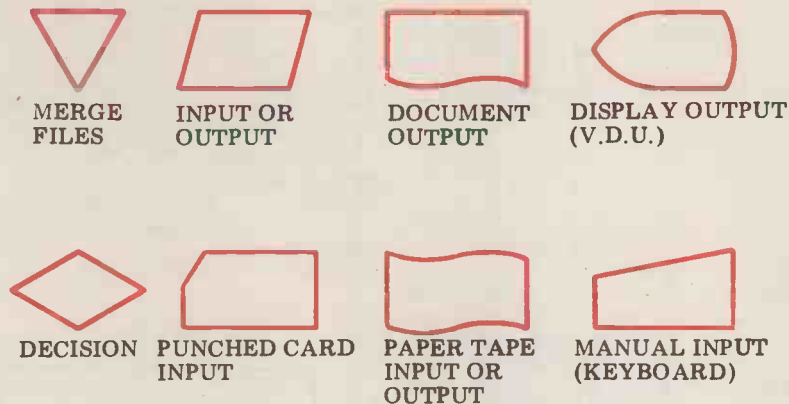 MERGE
FILES
INPUT OR
OUTPUT
DOCUMENT
OUTPUT
DISPLAY OUTPUT
(V.D.U.)
DECISION
PUNCHED CARD
INPUT
PAPER TAPE
INPUT OR
OUTPUT
MANUAL INPUT
(KEYBOARD)